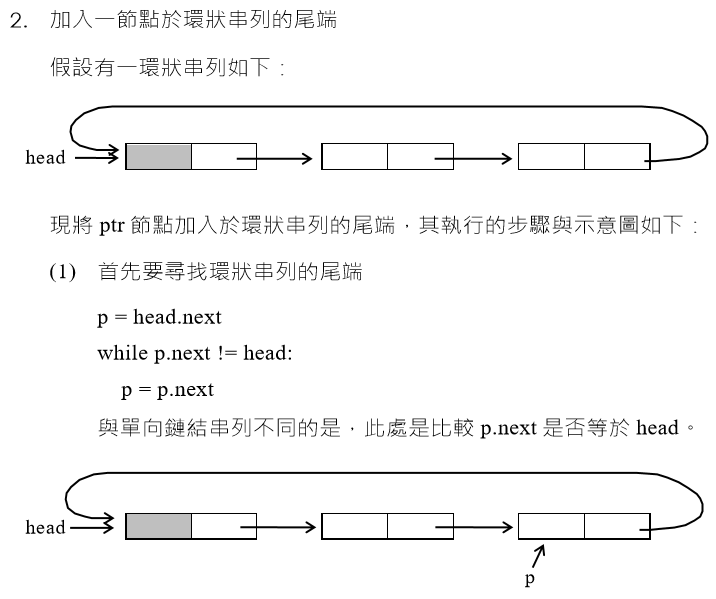 2. 加入一節點於環狀串列的尾端
假設有一環狀串列如下：
head
現將 ptr 節點加入於環狀串列的尾端，其執行的步驟與示意圖如下：
(1) 首先要尋找環狀串列的尾端
p = head.next
while p.next != head:
p = p.next
與單向鏈結串列不同的是，此處是比較 p.next 是否等於 head。
head
p